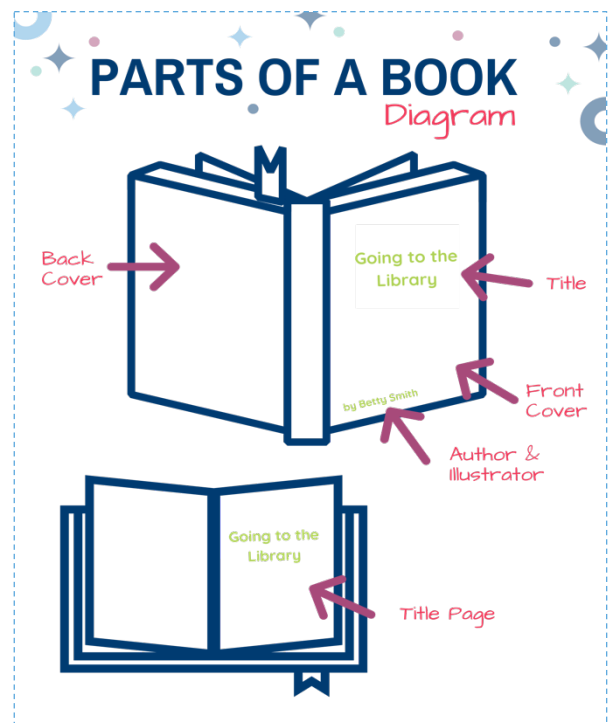 PARTS OF A BOOK
Diagram
Back
Cover
Going to the
Library
Title
by Betty Smith
Front
Cover
Author &
Illustrator
Going to the
Library
Title Page